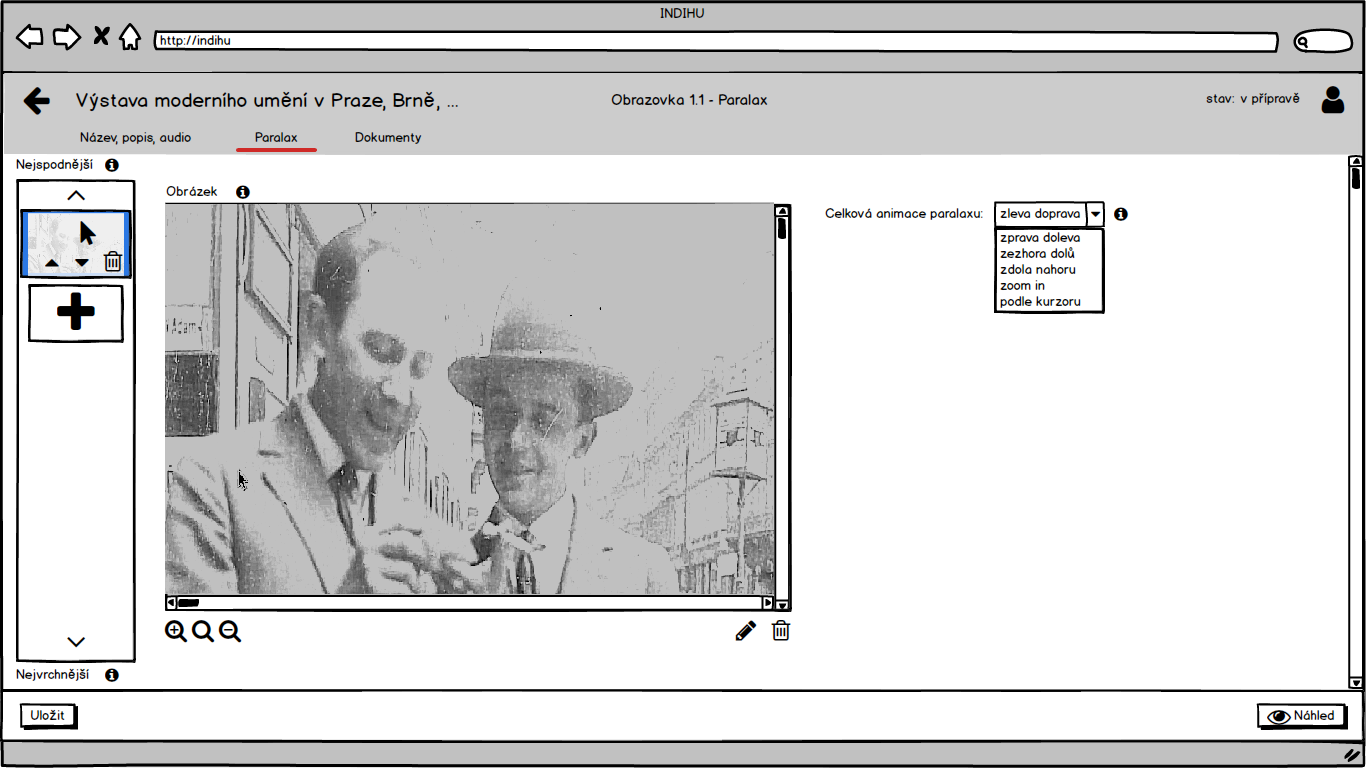 INDIHU
http://indihu
Výstava moderního umění v Praze, Brně, ...
Obrazovka 1.1 - Paralax
stav: v přípravě
Název, popis, audio
Paralax
Dokumenty
Nejspodnější
Obrázek
Celková animace paralaxu:
zleva doprava
zprava doleva
zezhora dolů
zdola nahoru
zoom in
podle kurzoru
Nejvrchnější
Uložit
Náhled